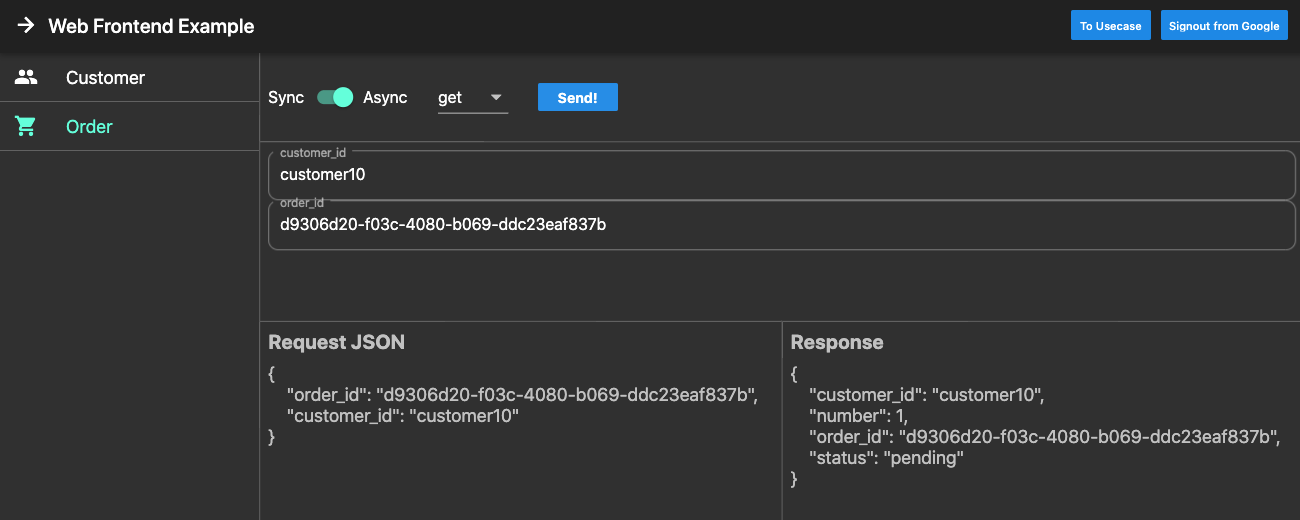 Web Frontend Example
To Usecase
Signout from Google
Customer
Order
Sync
Async
get
Send!
customer_id
customer10
order_id
d9306d20-f03c-4080-b069-ddc23eaf837b
Request JSON
{
"order_id": "d9306d20-f03c-4080-b069-ddc23eaf837b",
"customer_id": "customer10"
}
Response
{
"customer_id": "customer10",
"number": 1,
"order_id": "d9306d20-f03c-4080-b069-ddc23eaf837b",
"status": "pending"
}